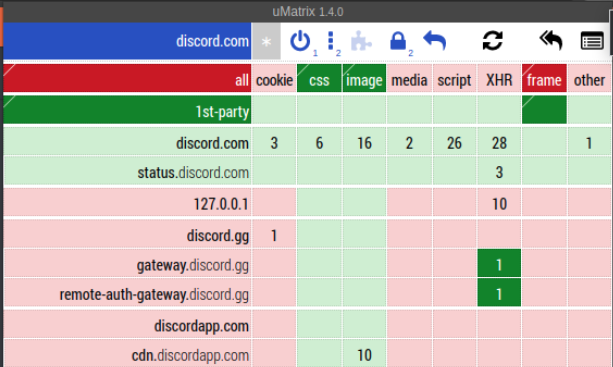 uMatrix 1.4.0
discord.com * 1 2 2
all cookie css image media script XHR frame other
1st-party
discord.com 3 6 16 2 26 28 1
status.discord.com 3
127.0.0.1 10
discord.gg 1
gateway.discord.gg 1
remote-auth-gateway.discord.gg 1
discordapp.com
cdn.discordapp.com 10